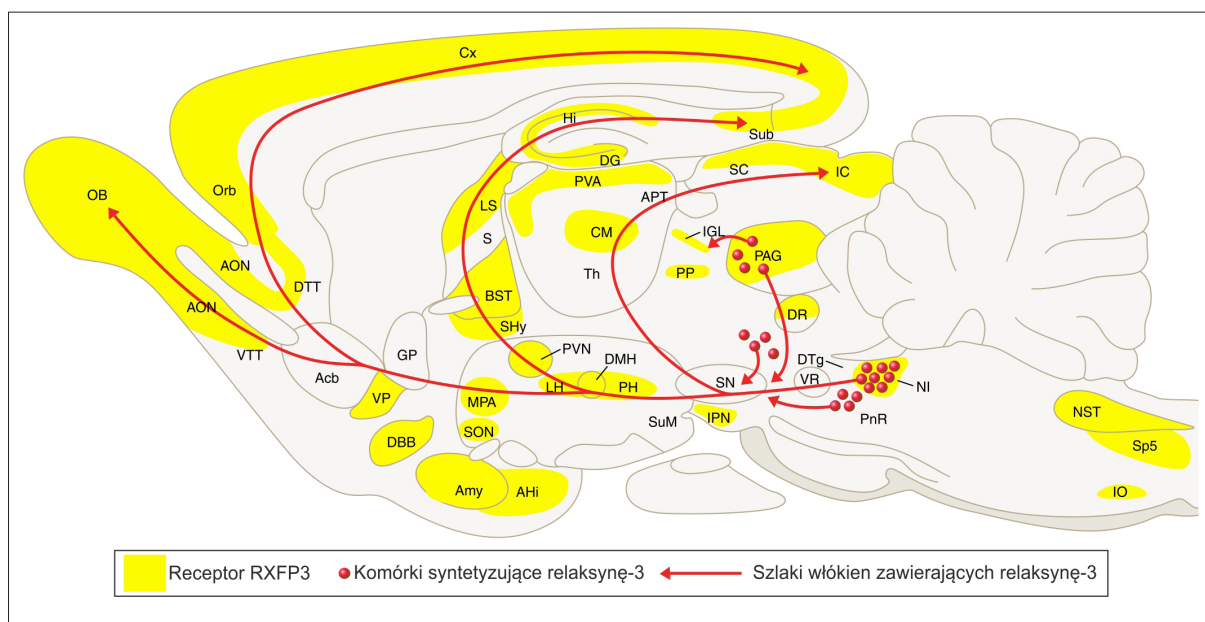 Cx
Hi
Sub
DG
SC
IC
PVA
OB
Orb
LS
APT
S
CM
IGL
AON
PAG
DTT
Th
PP
AON
BST
DR
SHy
VTT
GP
PVN
DMH
DTg
Acb
LH
PH
SN
VR
NI
VP
MPA
SuM
IPN
PnR
NST
SON
DBB
Sp5
Amy
AHi
IO
Receptor RXFP3
Komórki syntetyzujące relaksynę-3
Szlaki włókien zawierających relaksynę-3